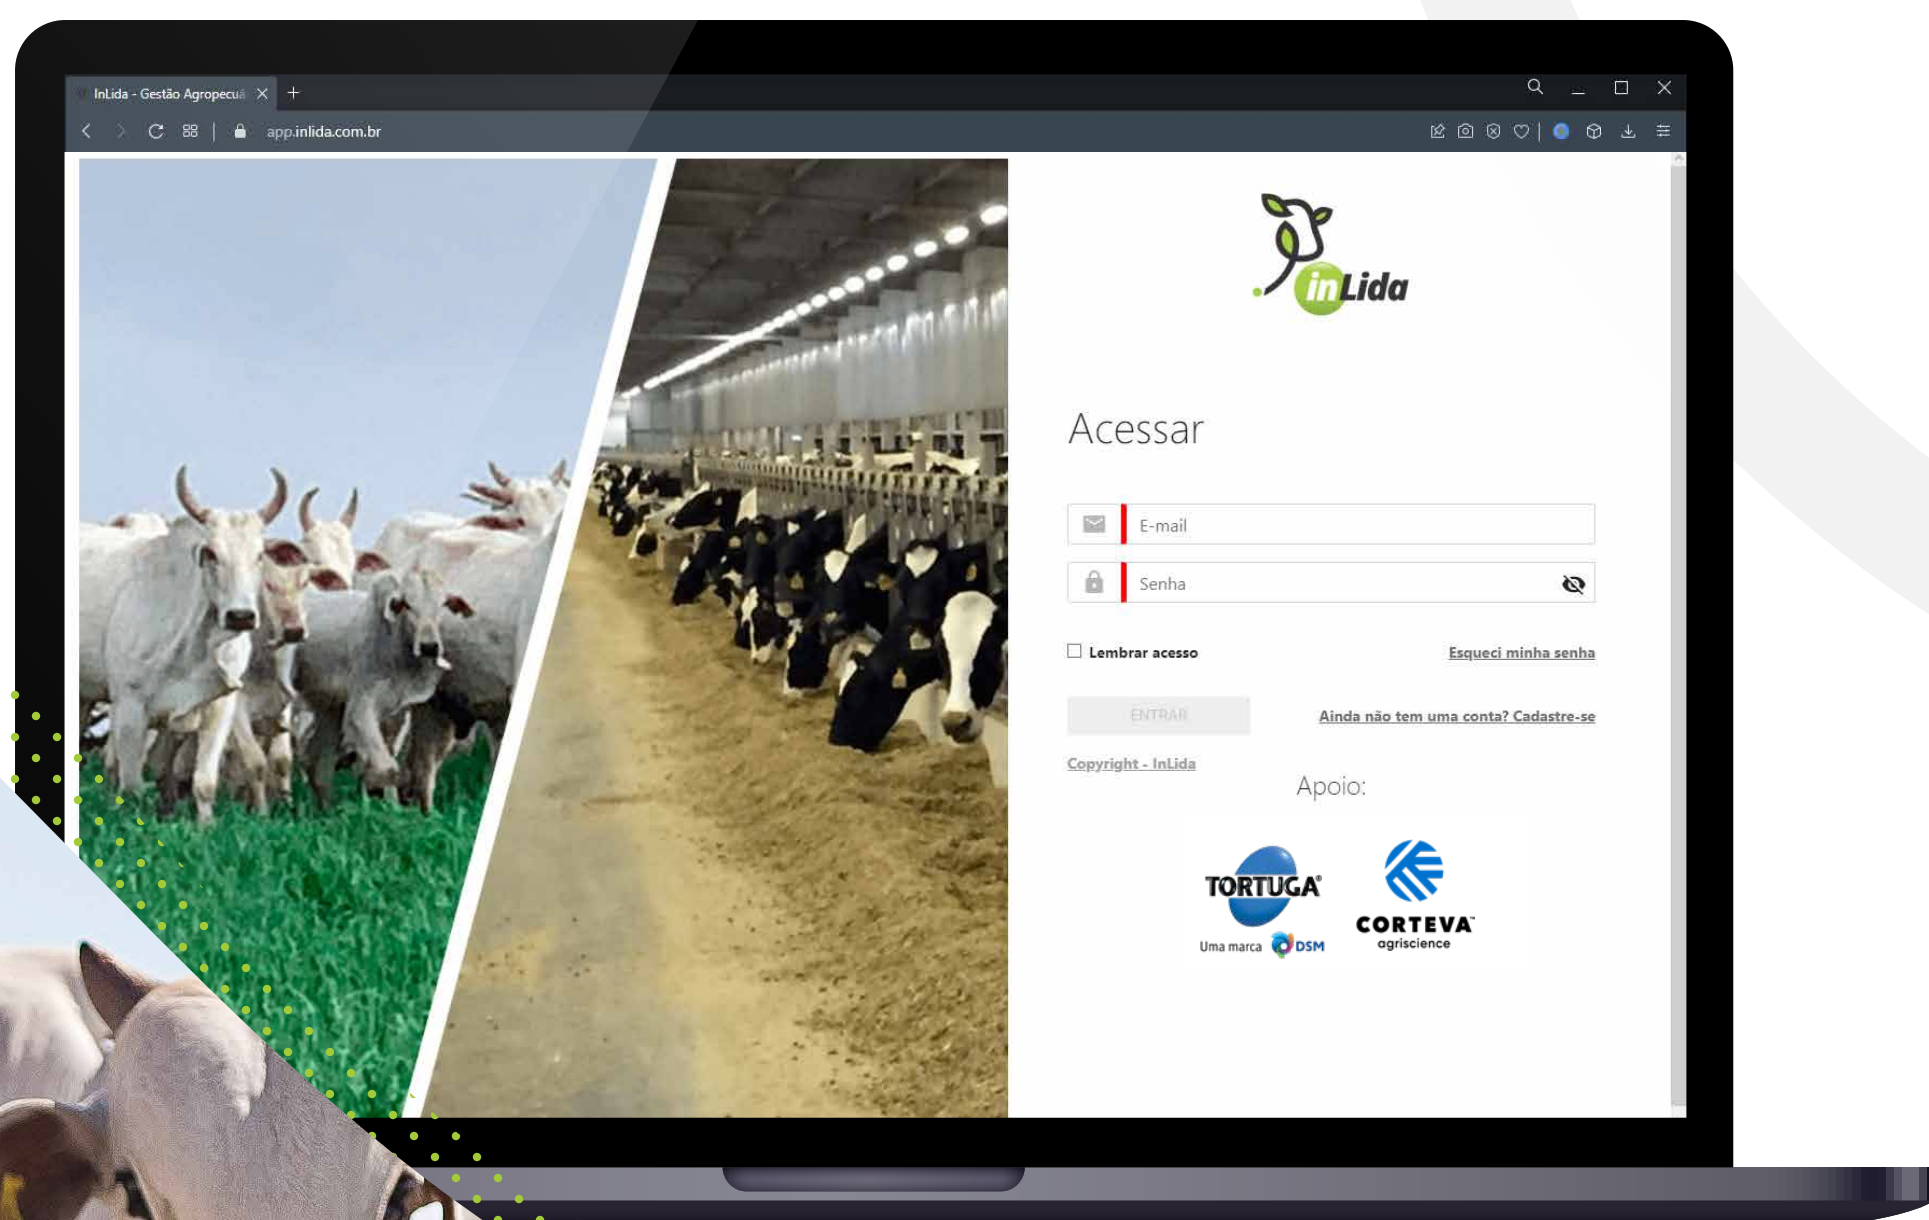 InLida - Gestão Agropecuá
app.inlida.com.br
inLida
Acessar
E-mail
Senha
Lembrar acesso
Esqueci minha senha
ENTRAR
Ainda não tem uma conta? Cadastre-se
Copyright - InLida
Apoio:
TORTUGA®
Uma marca DSM
CORTEVA™
agriscience